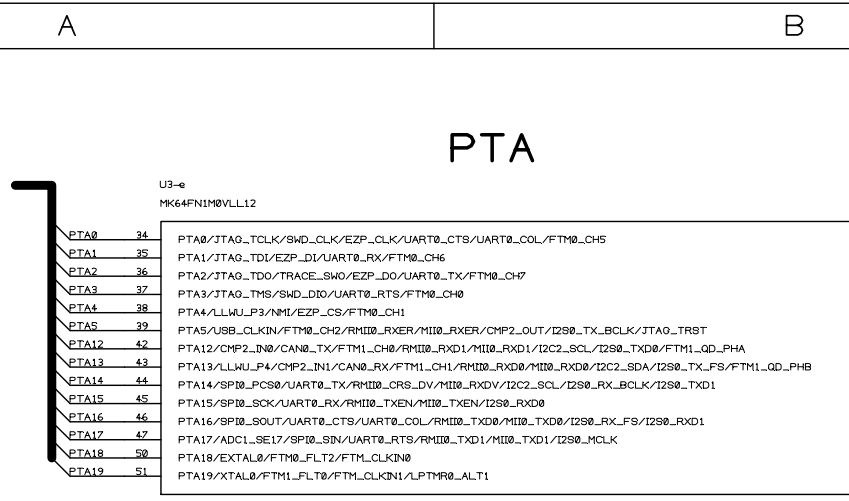 A B
PTA
U3-e
MK64FN1M0VLL12
PTA0 34 PTA0/JTAG_TCLK/SWD_CLK/EZP_CLK/UART0_CTS/UART0_COL/FTM0_CH5
PTA1 35 PTA1/JTAG_TDI/EZP_DI/UART0_RX/FTM0_CH6
PTA2 36 PTA2/JTAG_TDO/TRACE_SWO/EZP_DO/UART0_TX/FTM0_CH7
PTA3 37 PTA3/JTAG_TMS/SWD_DIO/UART0_RTS/FTM0_CH0
PTA4 38 PTA4/LLWU_P3/NMI/EZP_CS/FTM0_CH1
PTA5 39 PTA5/USB_CLKIN/FTM0_CH2/RMII0_RXER/MII0_RXER/CMP2_OUT/I2S0_TX_BCLK/JTAG_TRST
PTA12 42 PTA12/CMP2_IN0/CAN0_TX/FTM1_CH0/RMII0_RXD1/MII0_RXD1/I2C2_SCL/I2S0_TXD0/FTM1_QD_PHA
PTA13 43 PTA13/LLWU_P4/CMP2_IN1/CAN0_RX/FTM1_CH1/RMII0_RXD0/MII0_RXD0/I2C2_SDA/I2S0_TX_FS/FTM1_QD_PHB
PTA14 44 PTA14/SPI0_PCS0/UART0_TX/RMII0_CRS_DV/MII0_RXDV/I2C2_SCL/I2S0_RX_BCLK/I2S0_TXD1
PTA15 45 PTA15/SPI0_SCK/UART0_RX/RMII0_TXEN/MII0_TXEN/I2S0_RXD0
PTA16 46 PTA16/SPI0_SOUT/UART0_CTS/UART0_COL/RMII0_TXD0/MII0_TXD0/I2S0_RX_FS/I2S0_RXD1
PTA17 47 PTA17/ADC1_SE17/SPI0_SIN/UART0_RTS/RMII0_TXD1/MII0_TXD1/I2S0_MCLK
PTA18 50 PTA18/EXTAL0/FTM0_FLT2/FTM_CLKIN0
PTA19 51 PTA19/XTAL0/FTM1_FLT0/FTM_CLKIN1/LPTMR0_ALT1